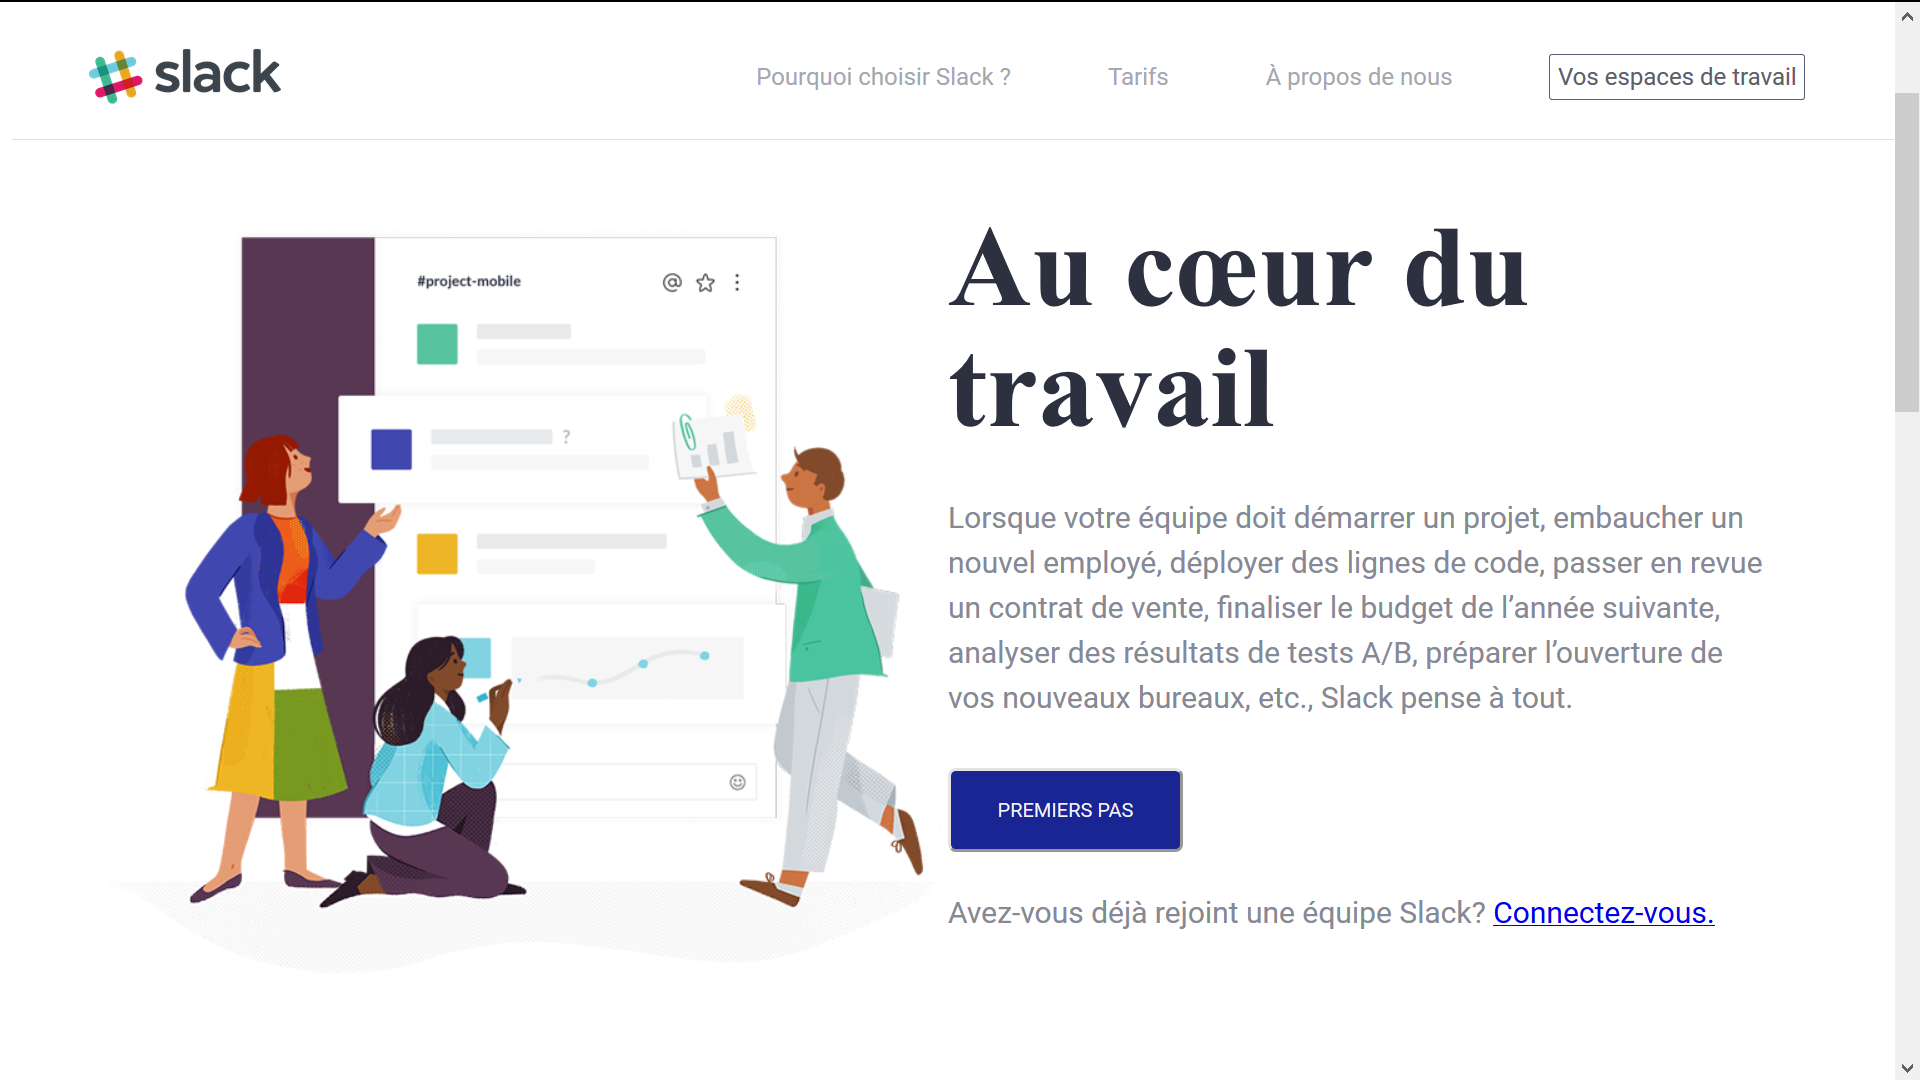 slack
Pourquoi choisir Slack ?
Tarifs
À propos de nous
Vos espaces de travail
#project-mobile
?
Au cœur du
travail
Lorsque votre équipe doit démarrer un projet, embaucher un
nouvel employé, déployer des lignes de code, passer en revue
un contrat de vente, finaliser le budget de l’année suivante,
analyser des résultats de tests A/B, préparer l’ouverture de
vos nouveaux bureaux, etc., Slack pense à tout.
PREMIERS PAS
Avez-vous déjà rejoint une équipe Slack? Connectez-vous.